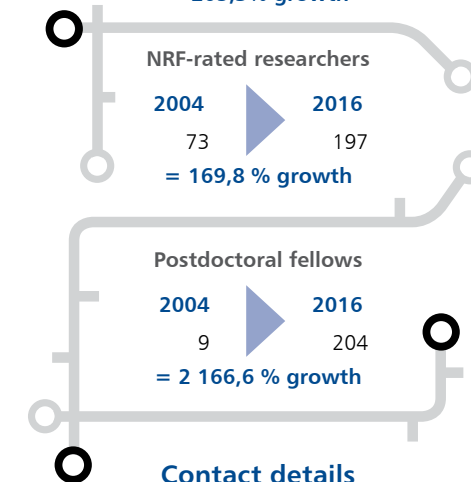 growth
NRF-rated researchers
2004 2016
73 197
= 169,8 % growth
Postdoctoral fellows
2004 2016
9 204
= 2 166,6 % growth
Contact details